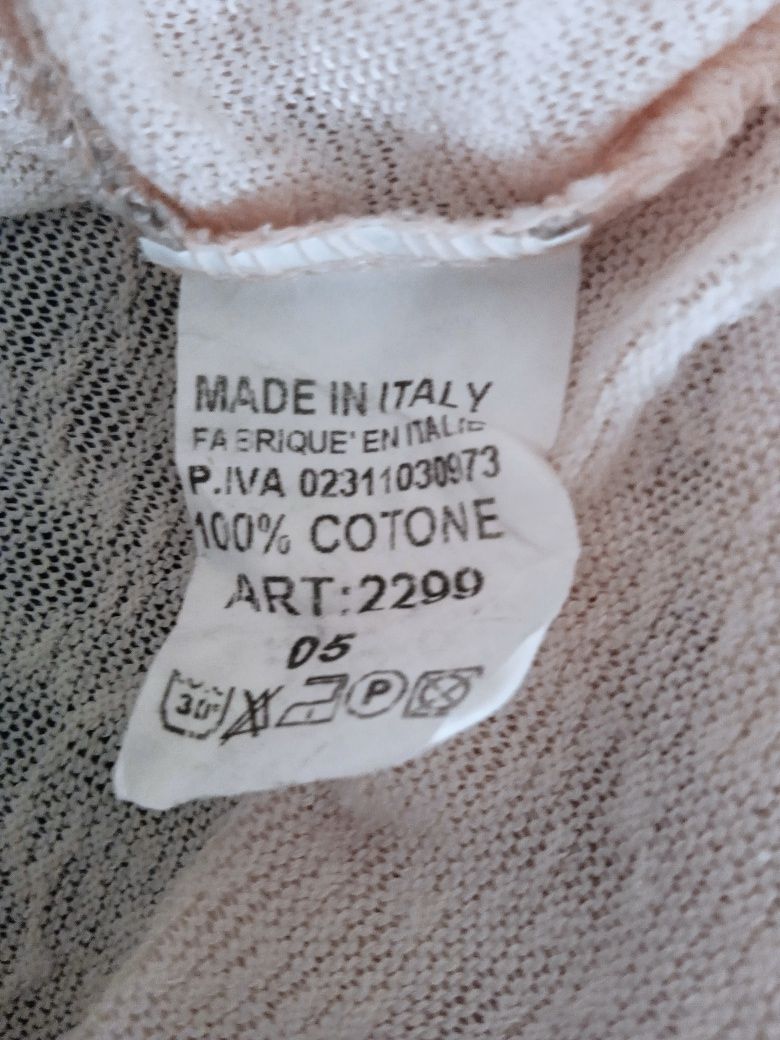 MADE IN ITALY
FABRIQUE' EN ITALIE
P.IVA 02311030973
100% COTONE
ART:2299
05
30° P